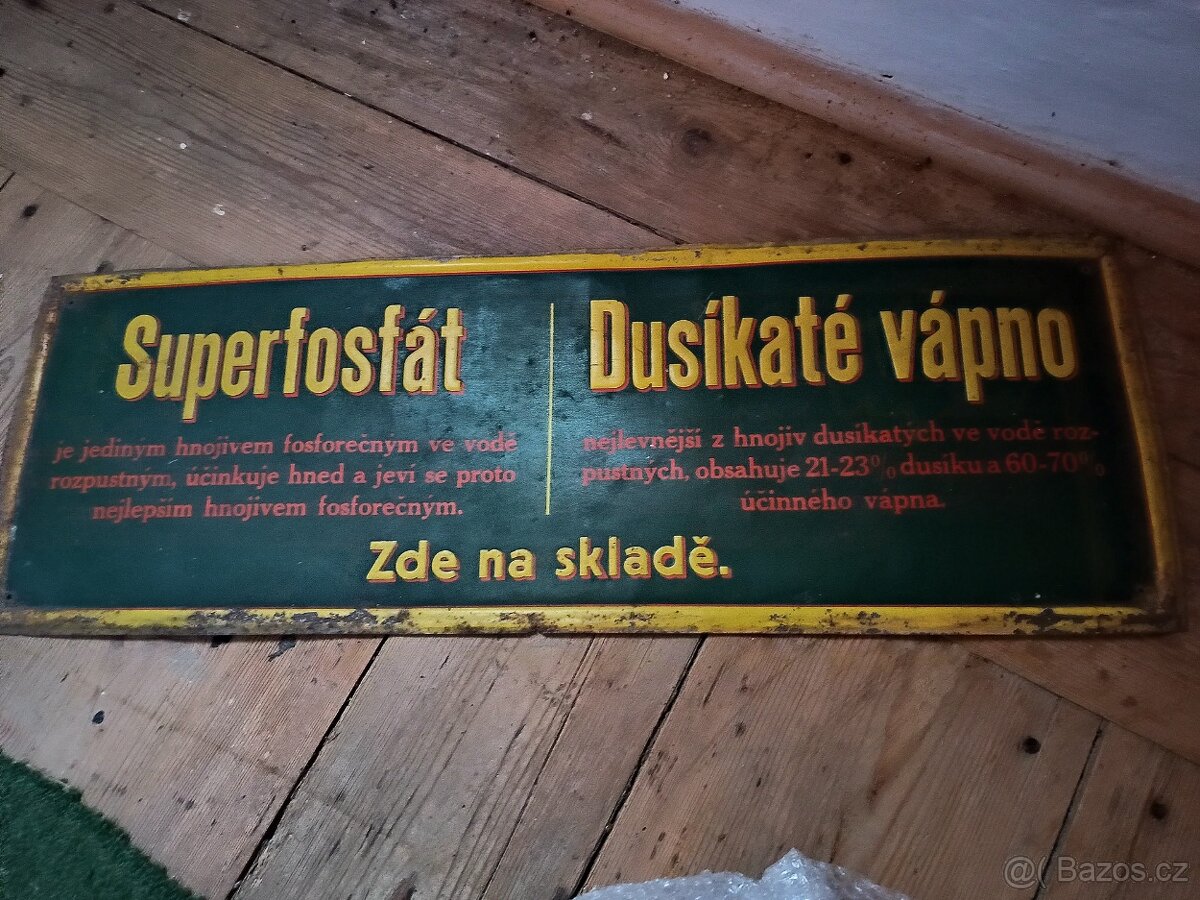 Superfosfát
je jediným hnojivem fosforečným ve vodě
rozpustným, účinkuje hned a jeví se proto
nejlepším hnojivem fosforečným.
Dusíkaté vápno
nejlevnější z hnojiv dusíkatých ve vodě roz-
pustných, obsahuje 21-23% dusíku a 60-70%
účinného vápna.
Zde na skladě.
@( Bazos.cz